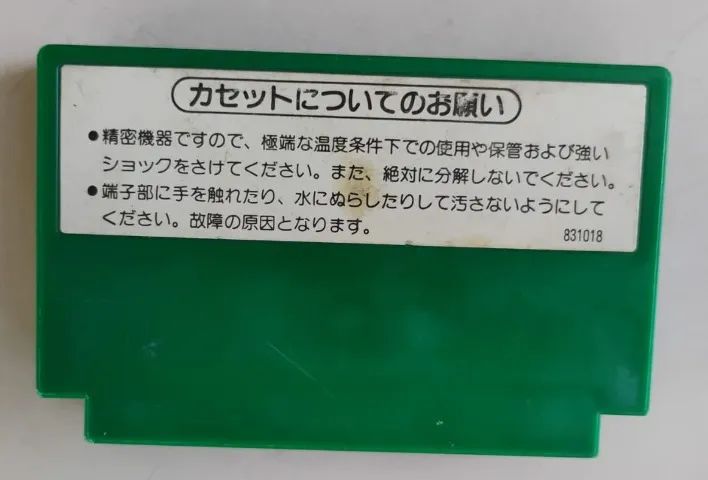 カセットについてのお願い
●精密機器ですので、極端な温度条件下での使用や保管および強い
ショックをさけてください。また、絶対に分解しないでください。
●端子部に手を触れたり、水にぬらしたりして汚さないようにして
ください。故障の原因となります。
831018